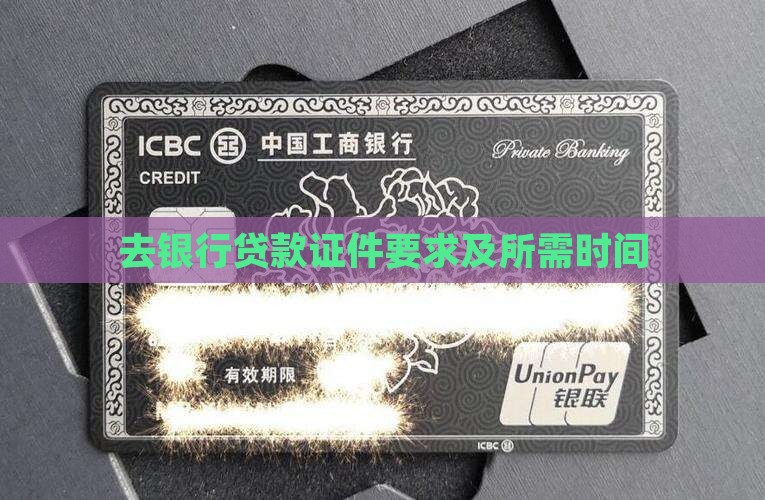 ICBC 中国工商银行
Private Banking
CREDIT
去银行贷款证件要求及所需时间
有效期限
UnionPay
银联
ICBC